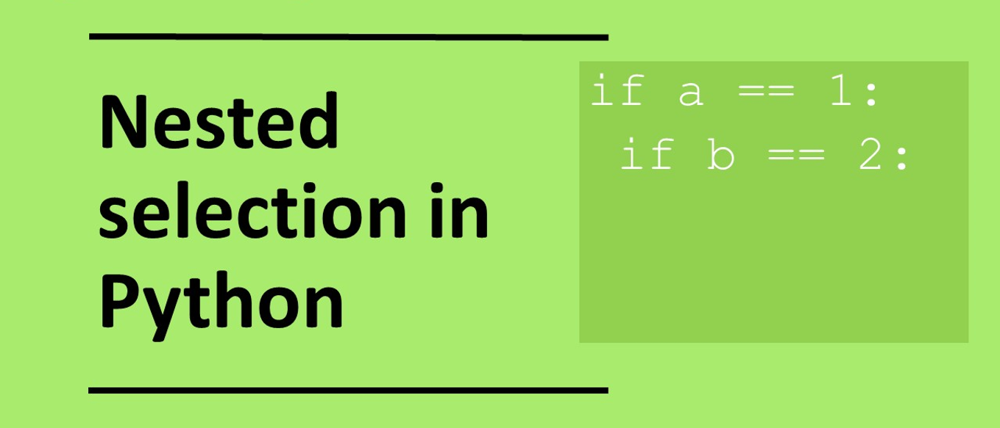 Nested
selection in
Python
if a == 1:
 if b == 2: